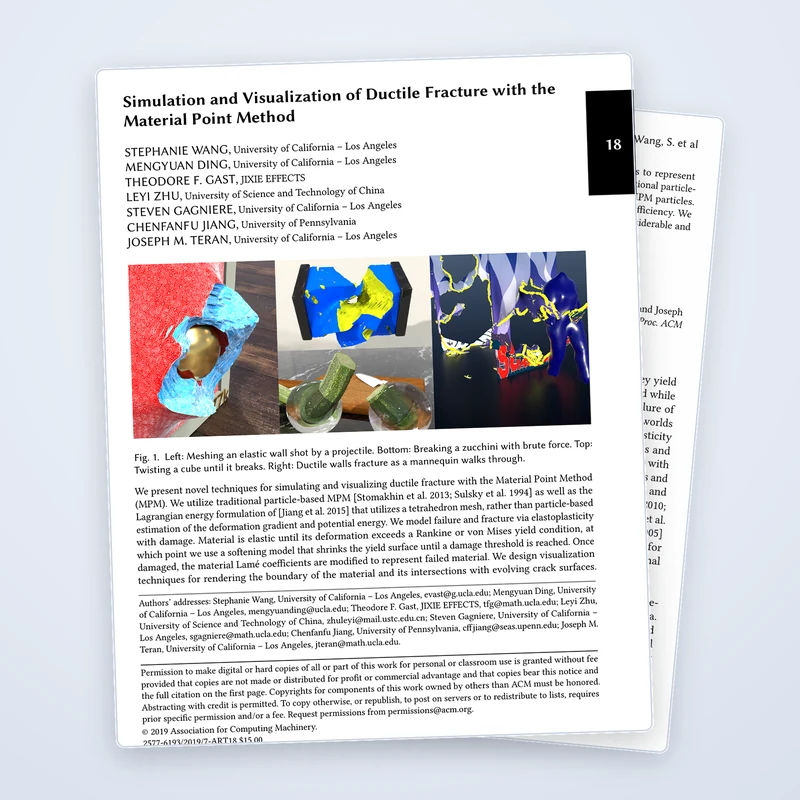 Simulation and Visualization of Ductile Fracture with the
Material Point Method
18
STEPHANIE WANG, University of California – Los Angeles
MENGYUAN DING, University of California – Los Angeles
THEODORE F. GAST, JIXIE EFFECTS
LEYI ZHU, University of Science and Technology of China
STEVEN GAGNIERE, University of California – Los Angeles
CHENFANFU JIANG, University of Pennsylvania
JOSEPH M. TERAN, University of California – Los Angeles
Fig. 1. Left: Meshing an elastic wall shot by a projectile. Bottom: Breaking a zucchini with brute force. Top:
Twisting a cube until it breaks. Right: Ductile walls fracture as a mannequin walks through.
We present novel techniques for simulating and visualizing ductile fracture with the Material Point Method
(MPM). We utilize traditional particle-based MPM [Stomakhin et al. 2013; Sulsky et al. 1994] as well as the
Lagrangian energy formulation of [Jiang et al. 2015] that utilizes a tetrahedron mesh, rather than particle-based
estimation of the deformation gradient and potential energy. We model failure and fracture via elastoplasticity
with damage. Material is elastic until its deformation exceeds a Rankine or von Mises yield condition, at
which point we use a softening model that shrinks the yield surface until a damage threshold is reached. Once
damaged, the material Lamé coefficients are modified to represent failed material. We design visualization
techniques for rendering the boundary of the material and its intersections with evolving crack surfaces.
Authors' addresses: Stephanie Wang, University of California – Los Angeles, evast@g.ucla.edu; Mengyuan Ding, University
of California – Los Angeles, mengyuanding@ucla.edu; Theodore F. Gast, JIXIE EFFECTS, tfg@math.ucla.edu; Leyi Zhu,
University of Science and Technology of China, zhuleyi@mail.ustc.edu.cn; Steven Gagniere, University of California –
Los Angeles, sgagniere@math.ucla.edu; Chenfanfu Jiang, University of Pennsylvania, cffjiang@seas.upenn.edu; Joseph M.
Teran, University of California – Los Angeles, jteran@math.ucla.edu.
Permission to make digital or hard copies of all or part of this work for personal or classroom use is granted without fee
provided that copies are not made or distributed for profit or commercial advantage and that copies bear this notice and
the full citation on the first page. Copyrights for components of this work owned by others than ACM must be honored.
Abstracting with credit is permitted. To copy otherwise, or republish, to post on servers or to redistribute to lists, requires
prior specific permission and/or a fee. Request permissions from permissions@acm.org.
© 2019 Association for Computing Machinery.
2577-6193/2019/7-ART18 $15.00
Wang, S. et al
s to represent
ional particle-
MPM particles.
fficiency. We
siderable and
and Joseph
Proc. ACM
ey yield
d while
lure of
worlds
sticity
s and
with
s and
and
2010;
et al.
005]
for
nal